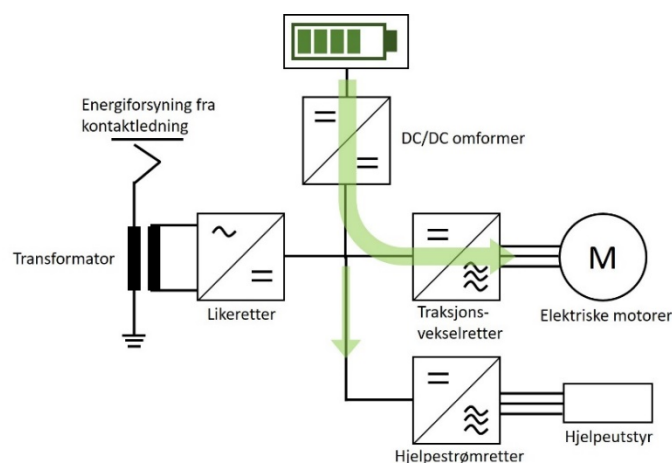 Energiforsyning fra
kontaktledning
DC/DC omformer
Transformator
M
Likeretter
Traksjons-
vekselretter
Elektriske motorer
Hjelpestrømretter
Hjelpeutstyr